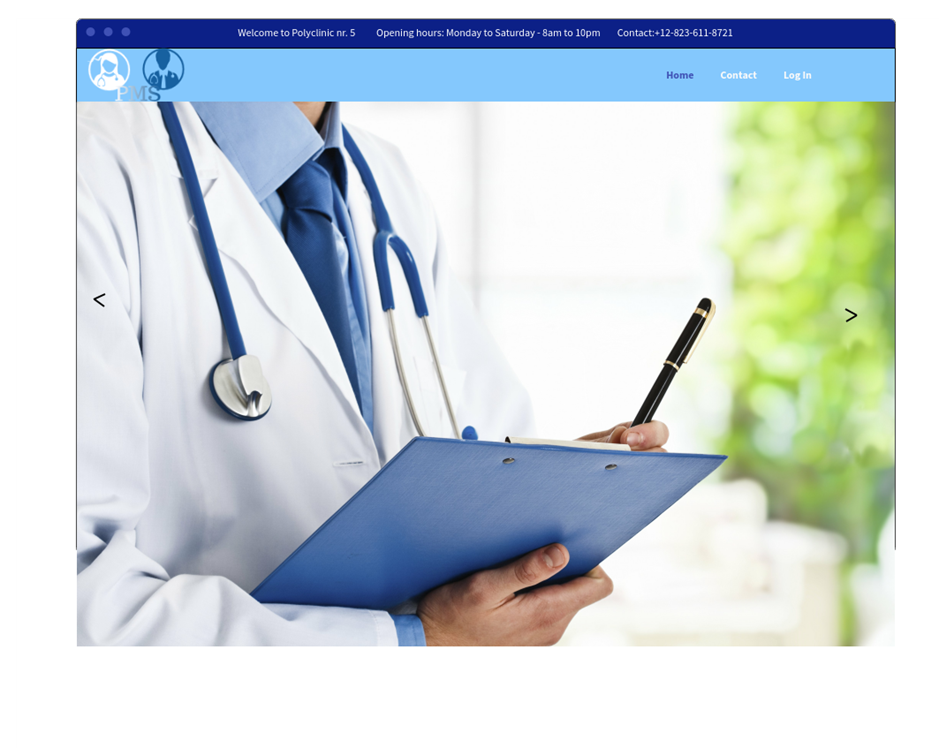 Welcome to Polyclinic nr. 5 Opening hours: Monday to Saturday - 8am to 10pm Contact:+12-823-611-8721
PMS
Home Contact Log In
< >